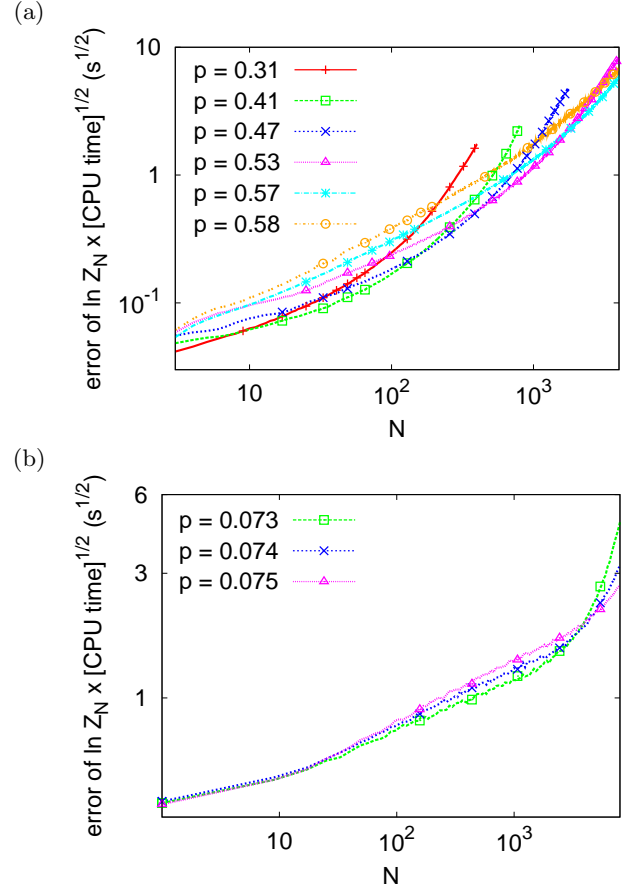 (a)
error of ln Z_N x [CPU time]^{1/2} (s^{1/2})
10
1
10^{-1}
p = 0.31
p = 0.41
p = 0.47
p = 0.53
p = 0.57
p = 0.58
10 10^2 10^3
N
(b)
error of ln Z_N x [CPU time]^{1/2} (s^{1/2})
6
3
1
p = 0.073
p = 0.074
p = 0.075
10 10^2 10^3
N